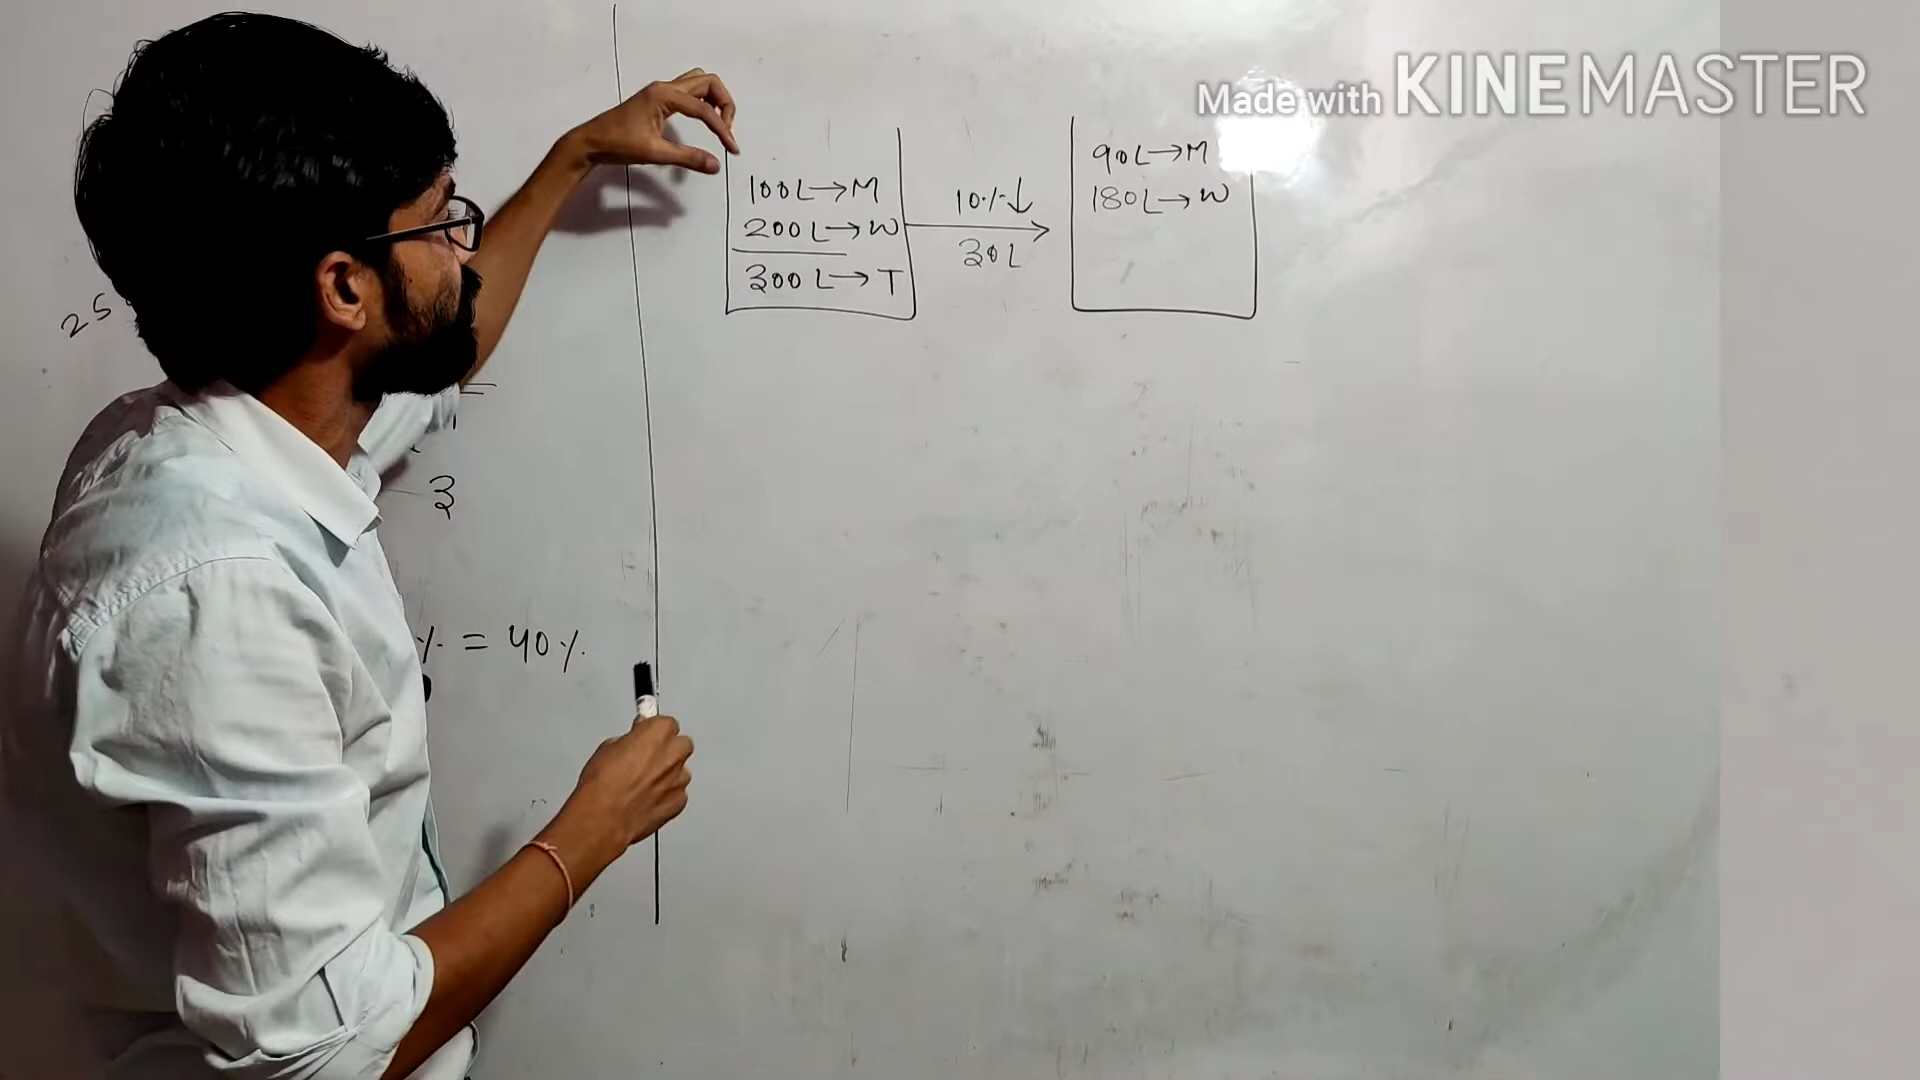 Made with KINEMASTER
100L→M
200L→W
300L→T
10%↓
30L
90L→M
180L→W
25
3
% = 40%